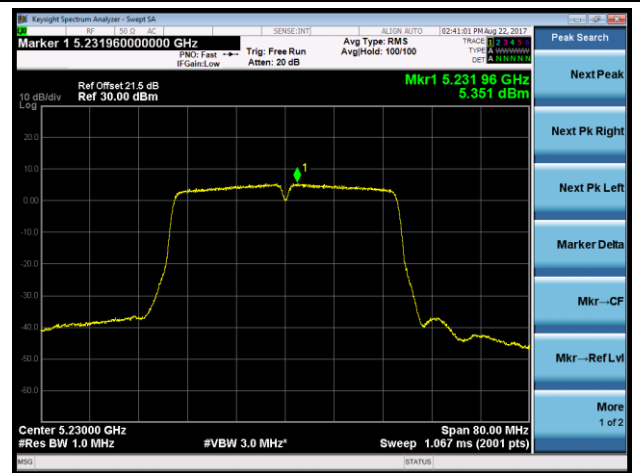 Keysight Spectrum Analyzer - Swept SA
RF 50 Ω AC SENSE:INT ALIGN AUTO 02:41:01 PM Aug 22, 2017
Marker 1 5.231960000000 GHz
PNO: Fast
IFGain:Low
Trig: Free Run
Atten: 20 dB
Avg Type: RMS
Avg|Hold: 100/100
TRACE 1 2 3 4 5 6
TYPE A WWWWW
DET A N N N N N
Ref Offset 21.5 dB
10 dB/div Ref 30.00 dBm
Log
Mkr1 5.231 96 GHz
5.351 dBm
20.0
10.0
1
0.00
-10.0
-20.0
-30.0
-40.0
-50.0
-60.0
Center 5.23000 GHz Span 80.00 MHz
#Res BW 1.0 MHz #VBW 3.0 MHz* Sweep 1.067 ms (2001 pts)
MSG STATUS
Peak Search
Next Peak
Next Pk Right
Next Pk Left
Marker Delta
Mkr→CF
Mkr→Ref Lvl
More
1 of 2